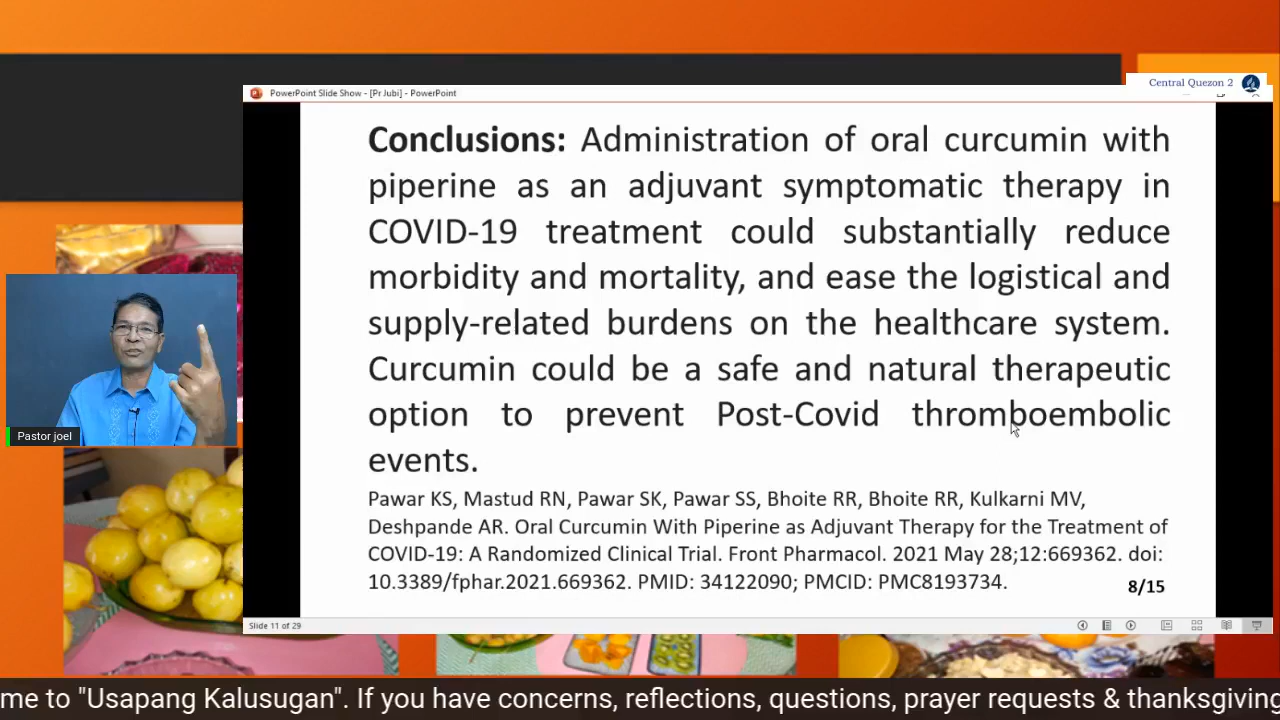 Central Quezon 2
PowerPoint Slide Show - [Pr Jubi] - PowerPoint
Conclusions: Administration of oral curcumin with
piperine as an adjuvant symptomatic therapy in
COVID-19 treatment could substantially reduce
morbidity and mortality, and ease the logistical and
supply-related burdens on the healthcare system.
Curcumin could be a safe and natural therapeutic
option to prevent Post-Covid thromboembolic
events.
Pawar KS, Mastud RN, Pawar SK, Pawar SS, Bhoite RR, Bhoite RR, Kulkarni MV,
Deshpande AR. Oral Curcumin With Piperine as Adjuvant Therapy for the Treatment of
COVID-19: A Randomized Clinical Trial. Front Pharmacol. 2021 May 28;12:669362. doi:
10.3389/fphar.2021.669362. PMID: 34122090; PMCID: PMC8193734.
8/15
Slide 11 of 29
Pastor joel
me to "Usapang Kalusugan". If you have concerns, reflections, questions, prayer requests & thanksgiving